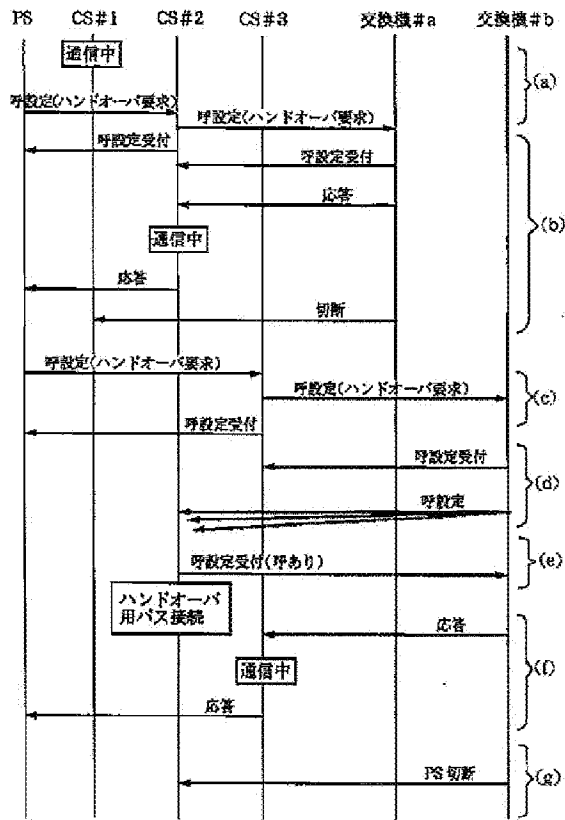 PS CS#1 CS#2 CS#3 交換機#a 交換機#b
通信中
(a)
呼設定(ハンドオーバ要求)
呼設定(ハンドオーバ要求)
呼設定受付
呼設定受付
応答
(b)
通信中
応答
切断
呼設定(ハンドオーバ要求)
呼設定(ハンドオーバ要求)
(c)
呼設定受付
呼設定受付
(d)
呼設定
呼設定受付(呼あり)
(e)
ハンドオーバ
用パス接続
応答
通信中
(f)
応答
PS切断
(g)